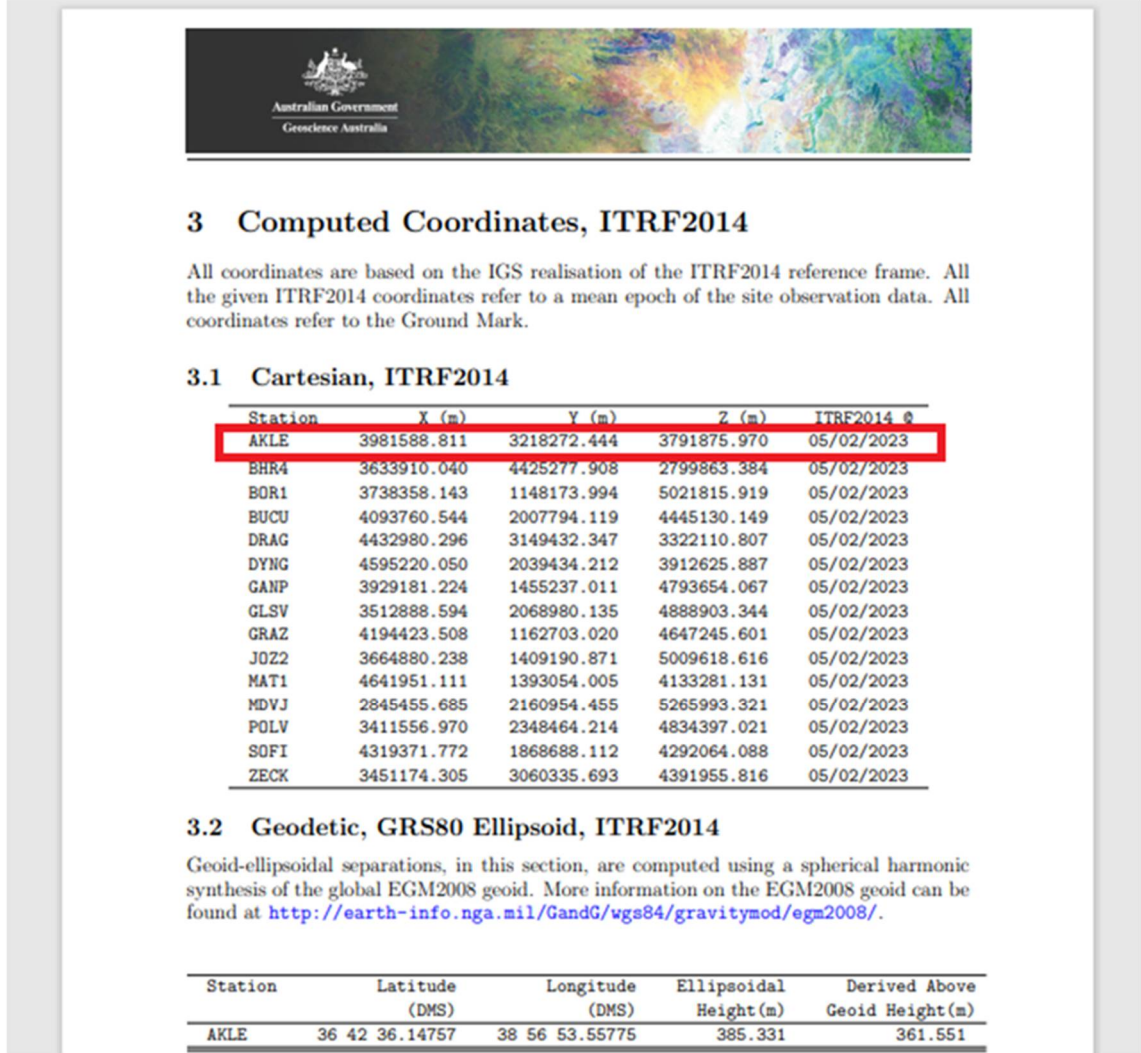 Australian Government
Geoscience Australia
3 Computed Coordinates, ITRF2014
All coordinates are based on the IGS realisation of the ITRF2014 reference frame. All
the given ITRF2014 coordinates refer to a mean epoch of the site observation data. All
coordinates refer to the Ground Mark.
3.1 Cartesian, ITRF2014
Station X (m) Y (m) Z (m) ITRF2014 @
AKLE 3981588.811 3218272.444 3791875.970 05/02/2023
BHR4 3633910.040 4425277.908 2799863.384 05/02/2023
BOR1 3738358.143 1148173.994 5021815.919 05/02/2023
BUCU 4093760.544 2007794.119 4445130.149 05/02/2023
DRAG 4432980.296 3149432.347 3322110.807 05/02/2023
DYNG 4595220.050 2039434.212 3912625.887 05/02/2023
GANP 3929181.224 1455237.011 4793654.067 05/02/2023
GLSV 3512888.594 2068980.135 4888903.344 05/02/2023
GRAZ 4194423.508 1162703.020 4647245.601 05/02/2023
JOZ2 3664880.238 1409190.871 5009618.616 05/02/2023
MAT1 4641951.111 1393054.005 4133281.131 05/02/2023
MDVJ 2845455.685 2160954.455 5265993.321 05/02/2023
POLV 3411556.970 2348464.214 4834397.021 05/02/2023
SOFI 4319371.772 1868688.112 4292064.088 05/02/2023
ZECK 3451174.305 3060335.693 4391955.816 05/02/2023
3.2 Geodetic, GRS80 Ellipsoid, ITRF2014
Geoid-ellipsoidal separations, in this section, are computed using a spherical harmonic
synthesis of the global EGM2008 geoid. More information on the EGM2008 geoid can be
found at http://earth-info.nga.mil/GandG/wgs84/gravitymod/egm2008/.
Station Latitude Longitude Ellipsoidal Derived Above
(DMS) (DMS) Height(m) Geoid Height(m)
AKLE 36 42 36.14757 38 56 53.55775 385.331 361.551